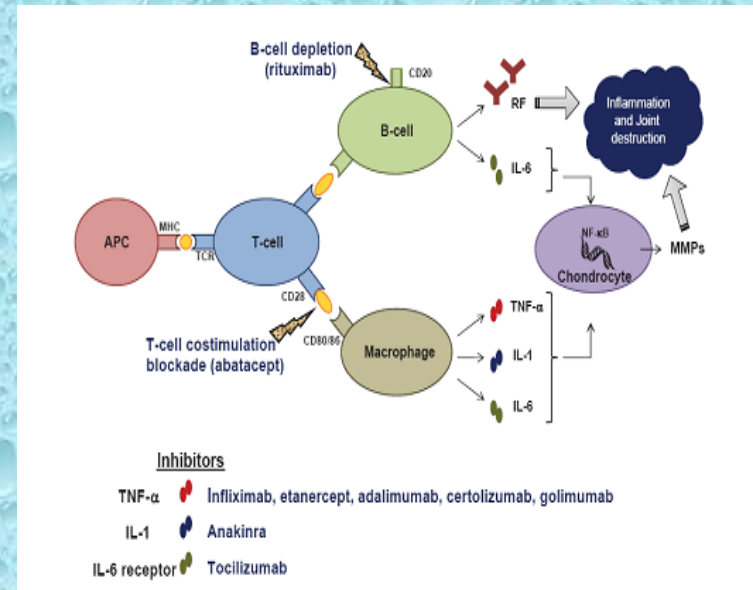 B-cell depletion
(rituximab)
CD20
B-cell
RF
IL-6
Inflammation
and Joint
destruction
APC
MHC
TCR
T-cell
NF-κB
Chondrocyte
MMPs
CD28
CD80/86
T-cell costimulation
blockade (abatacept)
Macrophage
TNF-α
IL-1
IL-6
Inhibitors
TNF-α Infliximab, etanercept, adalimumab, certolizumab, golimumab
IL-1 Anakinra
IL-6 receptor Tocilizumab